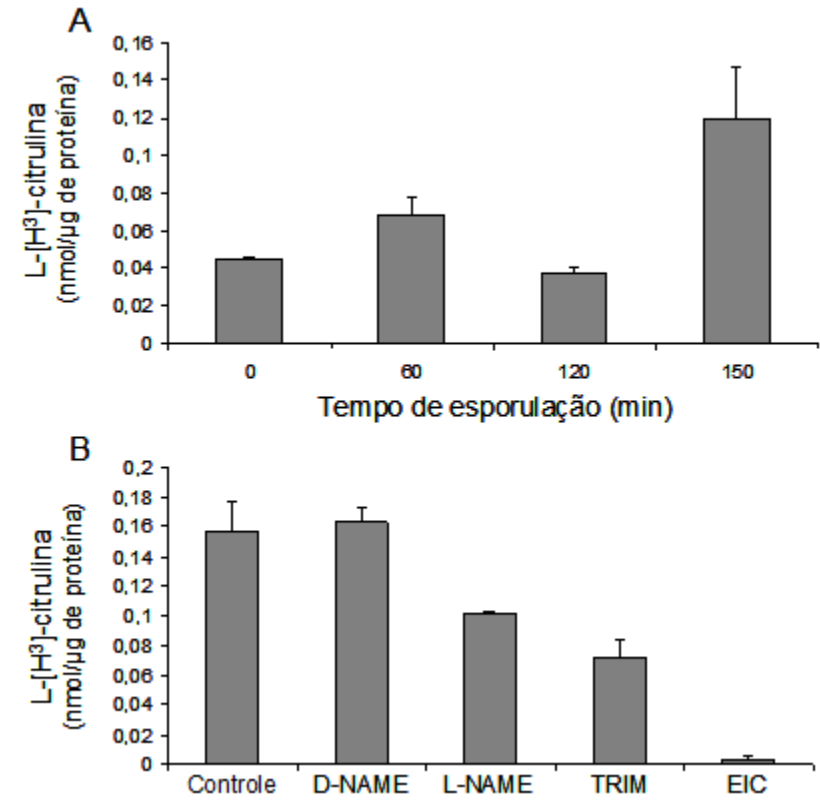 A
L-[H³]-citrulina
(nmol/µg de proteína)
0,16
0,14
0,12
0,1
0,08
0,06
0,04
0,02
0
0 60 120 150
Tempo de esporulação (min)
B
L-[H³]-citrulina
(nmol/µg de proteína)
0,2
0,18
0,16
0,14
0,12
0,1
0,08
0,06
0,04
0,02
0
Controle D-NAME L-NAME TRIM EIC